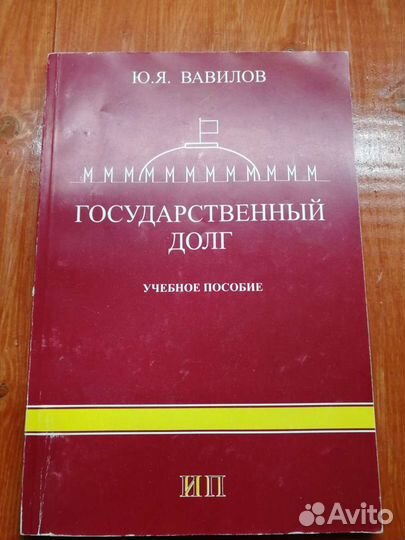 Ю.Я. ВАВИЛОВ
ГОСУДАРСТВЕННЫЙ
ДОЛГ
УЧЕБНОЕ ПОСОБИЕ
ИП
Avito